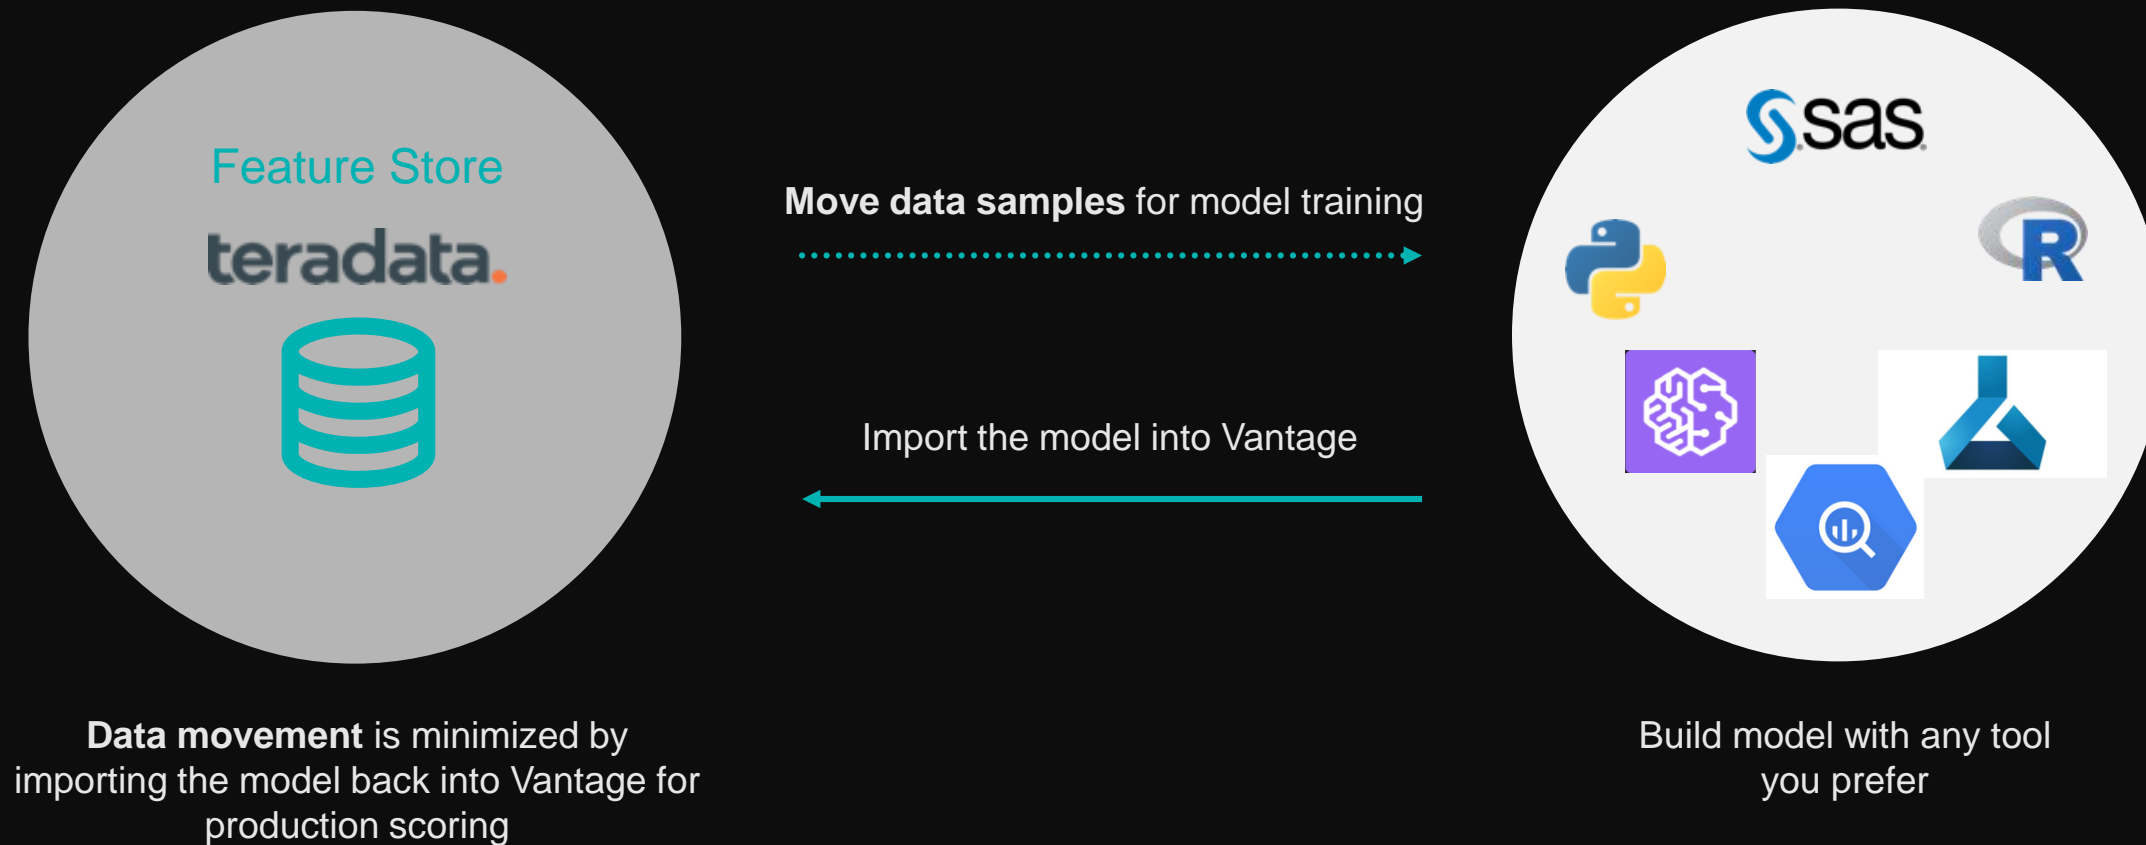 Feature Store
teradata.
Move data samples for model training
Import the model into Vantage
Data movement is minimized by
importing the model back into Vantage for
production scoring
sas
R
Build model with any tool
you prefer